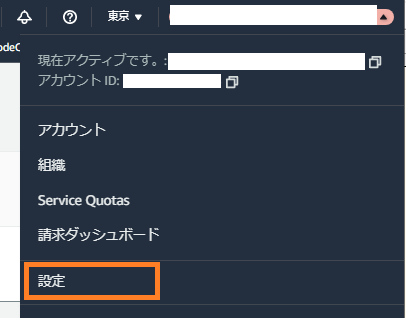 東京
odeC
現在アクティブです。:
アカウント ID:
アカウント
組織
Service Quotas
請求ダッシュボード
設定